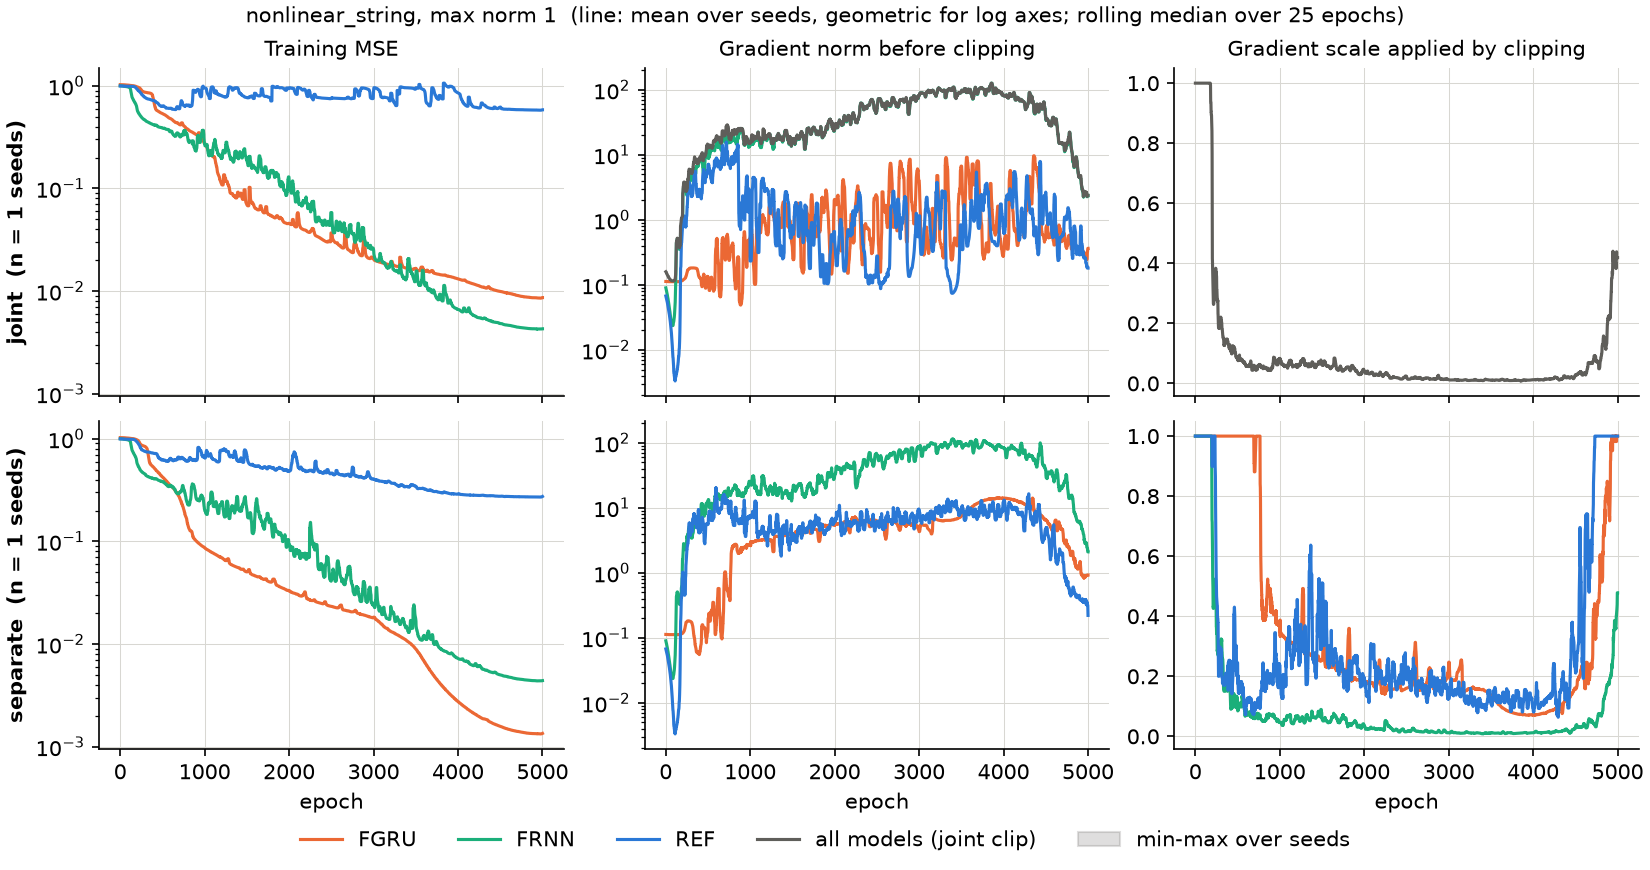 nonlinear_string, max norm 1  (line: mean over seeds, geometric for log axes; rolling median over 25 epochs)
Training MSE
Gradient norm before clipping
Gradient scale applied by clipping
joint (n = 1 seeds)
10^0
10^-1
10^-2
10^-3
10^2
10^1
10^0
10^-1
10^-2
1.0
0.8
0.6
0.4
0.2
0.0
separate (n = 1 seeds)
10^0
10^-1
10^-2
10^-3
0 1000 2000 3000 4000 5000
epoch
10^2
10^1
10^0
10^-1
10^-2
0 1000 2000 3000 4000 5000
epoch
1.0
0.8
0.6
0.4
0.2
0.0
0 1000 2000 3000 4000 5000
epoch
FGRU FRNN REF all models (joint clip) min-max over seeds